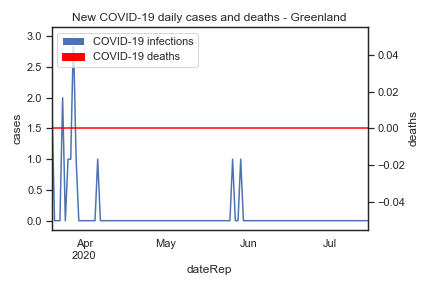 New COVID-19 daily cases and deaths - Greenland
COVID-19 infections
COVID-19 deaths
3.0
2.5
2.0
1.5
1.0
0.5
0.0
cases
0.04
0.02
0.00
−0.02
−0.04
deaths
Apr
2020
May
Jun
Jul
dateRep